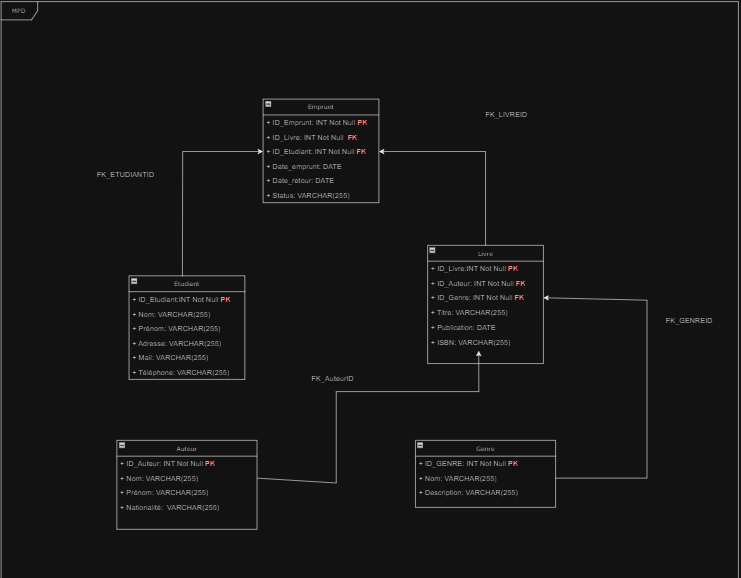 MPD
Emprunt
+ ID_Emprunt: INT Not Null PK
+ ID_Livre: INT Not Null FK
+ ID_Etudiant: INT Not Null FK
+ Date_emprunt: DATE
+ Date_retour: DATE
+ Status: VARCHAR(255)
FK_LIVREID
FK_ETUDIANTID
Livre
+ ID_Livre:INT Not Null PK
+ ID_Auteur: INT Not Null FK
+ ID_Genre: INT Not Null FK
+ Titre: VARCHAR(255)
+ Publication: DATE
+ ISBN: VARCHAR(255)
Etudiant
+ ID_Etudiant:INT Not Null PK
+ Nom: VARCHAR(255)
+ Prénom: VARCHAR(255)
+ Adresse: VARCHAR(255)
+ Mail: VARCHAR(255)
+ Téléphone: VARCHAR(255)
FK_GENREID
FK_AuteurID
Auteur
+ ID_Auteur: INT Not Null PK
+ Nom: VARCHAR(255)
+ Prénom: VARCHAR(255)
+ Nationalité: VARCHAR(255)
Genre
+ ID_GENRE: INT Not Null PK
+ Nom: VARCHAR(255)
+ Description: VARCHAR(255)